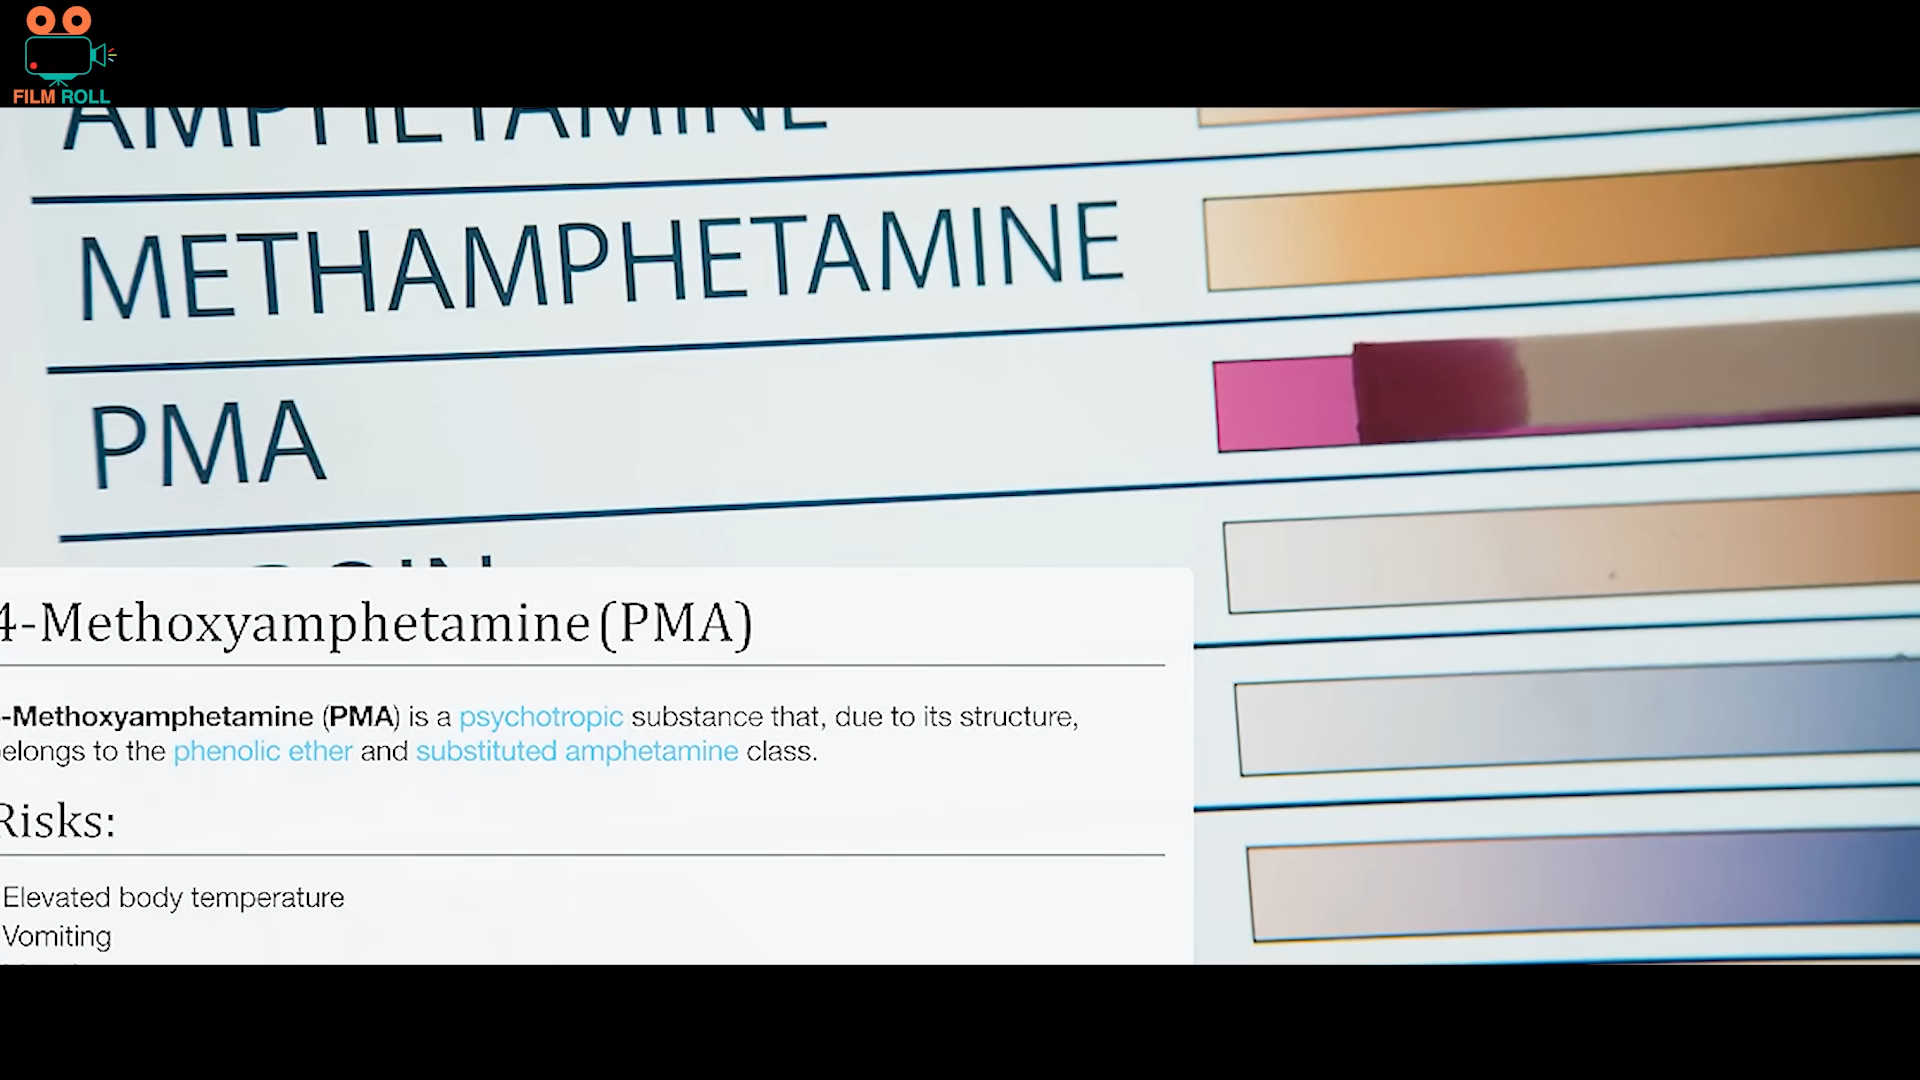 FILM ROLL
AMPHETAMINE
METHAMPHETAMINE
PMA
4-Methoxyamphetamine (PMA)
-Methoxyamphetamine (PMA) is a psychotropic substance that, due to its structure,
elongs to the phenolic ether and substituted amphetamine class.
Risks:
Elevated body temperature
Vomiting